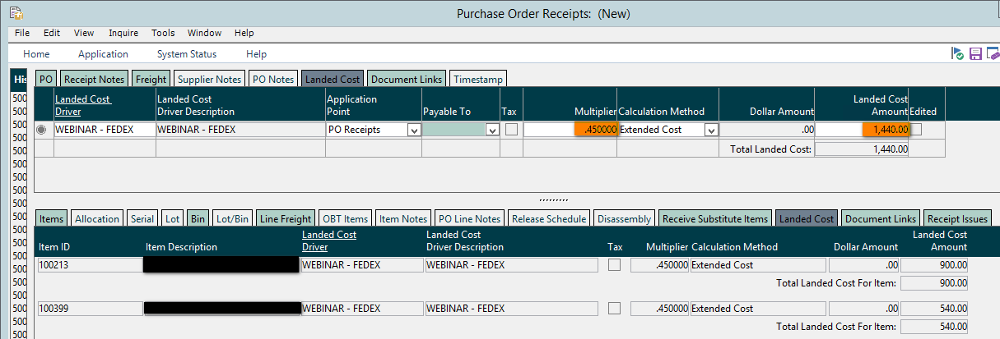 Purchase Order Receipts: (New)
File Edit View Inquire Tools Window Help
Home Application System Status Help
His PO Receipt Notes Freight Supplier Notes PO Notes Landed Cost Document Links Timestamp
500
Landed Cost Driver Landed Cost Driver Description Application Point Payable To Tax Multiplier Calculation Method Dollar Amount Landed Cost Amount Edited
500
500
500
WEBINAR - FEDEX WEBINAR - FEDEX PO Receipts .450000 Extended Cost .00 1,440.00
500
500
Total Landed Cost: 1,440.00
500
500
500
500
500
500
Items Allocation Serial Lot Bin Lot/Bin Line Freight OBT Items Item Notes PO Line Notes Release Schedule Disassembly Receive Substitute Items Landed Cost Document Links Receipt Issues
500
500
Item ID Item Description Landed Cost Driver Landed Cost Driver Description Tax Multiplier Calculation Method Dollar Amount Landed Cost Amount
500
500
100213 WEBINAR - FEDEX WEBINAR - FEDEX .450000 Extended Cost .00 900.00
500
Total Landed Cost For Item: 900.00
500
500
100399 WEBINAR - FEDEX WEBINAR - FEDEX .450000 Extended Cost .00 540.00
500
Total Landed Cost For Item: 540.00
500